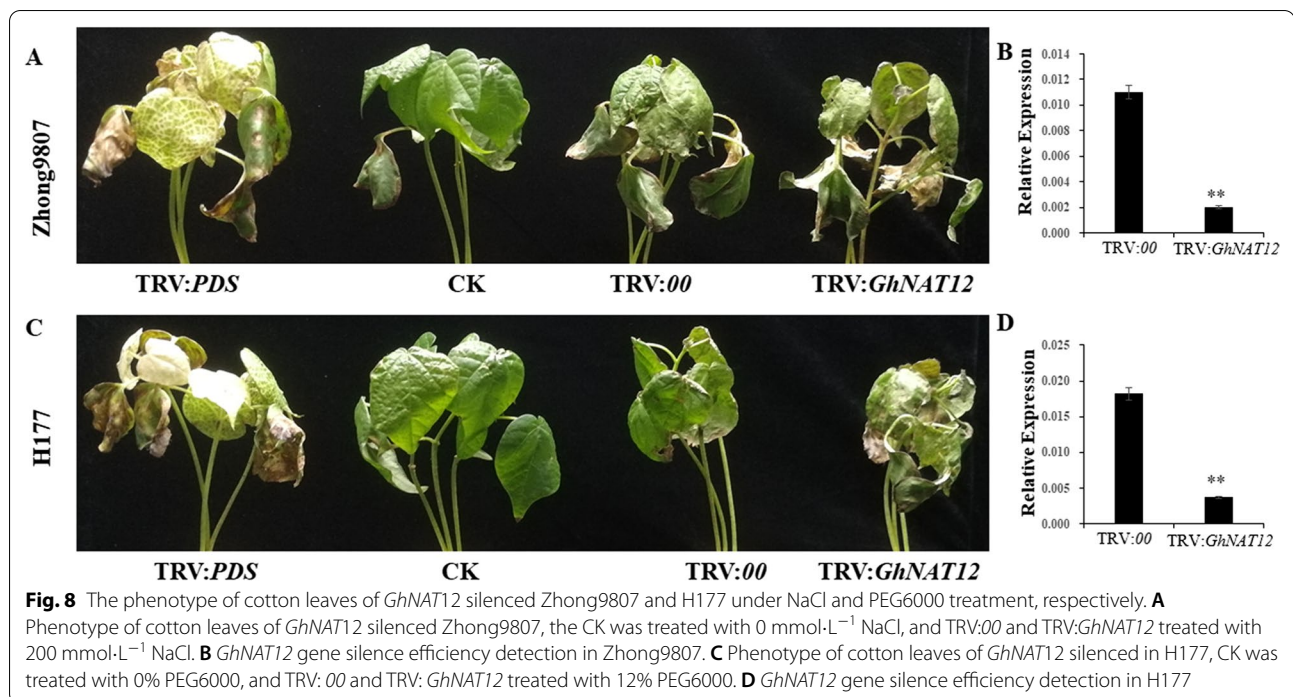 A
Zhong9807
TRV:PDS CK TRV:00 TRV:GhNAT12
B
Relative Expression
0.014
0.012
0.010
0.008
0.006
0.004
0.002
0.000
**
TRV:00 TRV:GhNAT12
C
H177
TRV:PDS CK TRV:00 TRV:GhNAT12
D
Relative Expression
0.025
0.020
0.015
0.010
0.005
0.000
**
TRV:00 TRV:GhNAT12
Fig. 8 The phenotype of cotton leaves of GhNAT12 silenced Zhong9807 and H177 under NaCl and PEG6000 treatment, respectively. A
Phenotype of cotton leaves of GhNAT12 silenced Zhong9807, the CK was treated with 0 mmol·L⁻¹ NaCl, and TRV:00 and TRV:GhNAT12 treated with
200 mmol·L⁻¹ NaCl. B GhNAT12 gene silence efficiency detection in Zhong9807. C Phenotype of cotton leaves of GhNAT12 silenced in H177, CK was
treated with 0% PEG6000, and TRV: 00 and TRV: GhNAT12 treated with 12% PEG6000. D GhNAT12 gene silence efficiency detection in H177